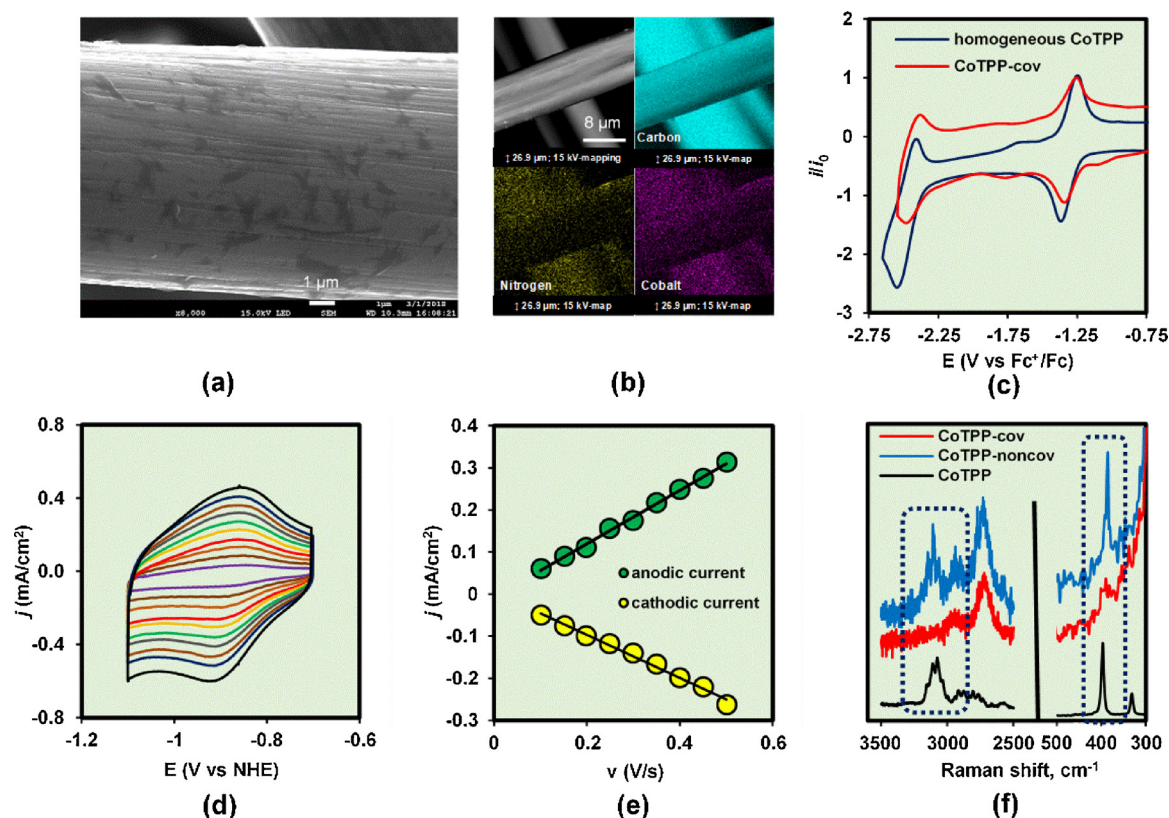 1 µm
1µm 3/1/2018
x8,000 15.0kV LED SEM WD 10.3mm 16:08:21
(a)
8 µm
Carbon
↕ 26.9 µm; 15 kV-mapping
↕ 26.9 µm; 15 kV-map
Nitrogen
Cobalt
↕ 26.9 µm; 15 kV-map
↕ 26.9 µm; 15 kV-map
(b)
homogeneous CoTPP
CoTPP-cov
i/i0
2
1
0
-1
-2
-3
-2.75 -2.25 -1.75 -1.25 -0.75
E (V vs Fc⁺/Fc)
(c)
j (mA/cm²)
0.8
0.4
0.0
-0.4
-0.8
-1.2 -1 -0.8 -0.6
E (V vs NHE)
(d)
j (mA/cm²)
0.4
0.3
0.2
0.1
0
-0.1
-0.2
-0.3
anodic current
cathodic current
0 0.2 0.4 0.6
v (V/s)
(e)
CoTPP-cov
CoTPP-noncov
CoTPP
3500 3000 2500 500 400 300
Raman shift, cm⁻¹
(f)